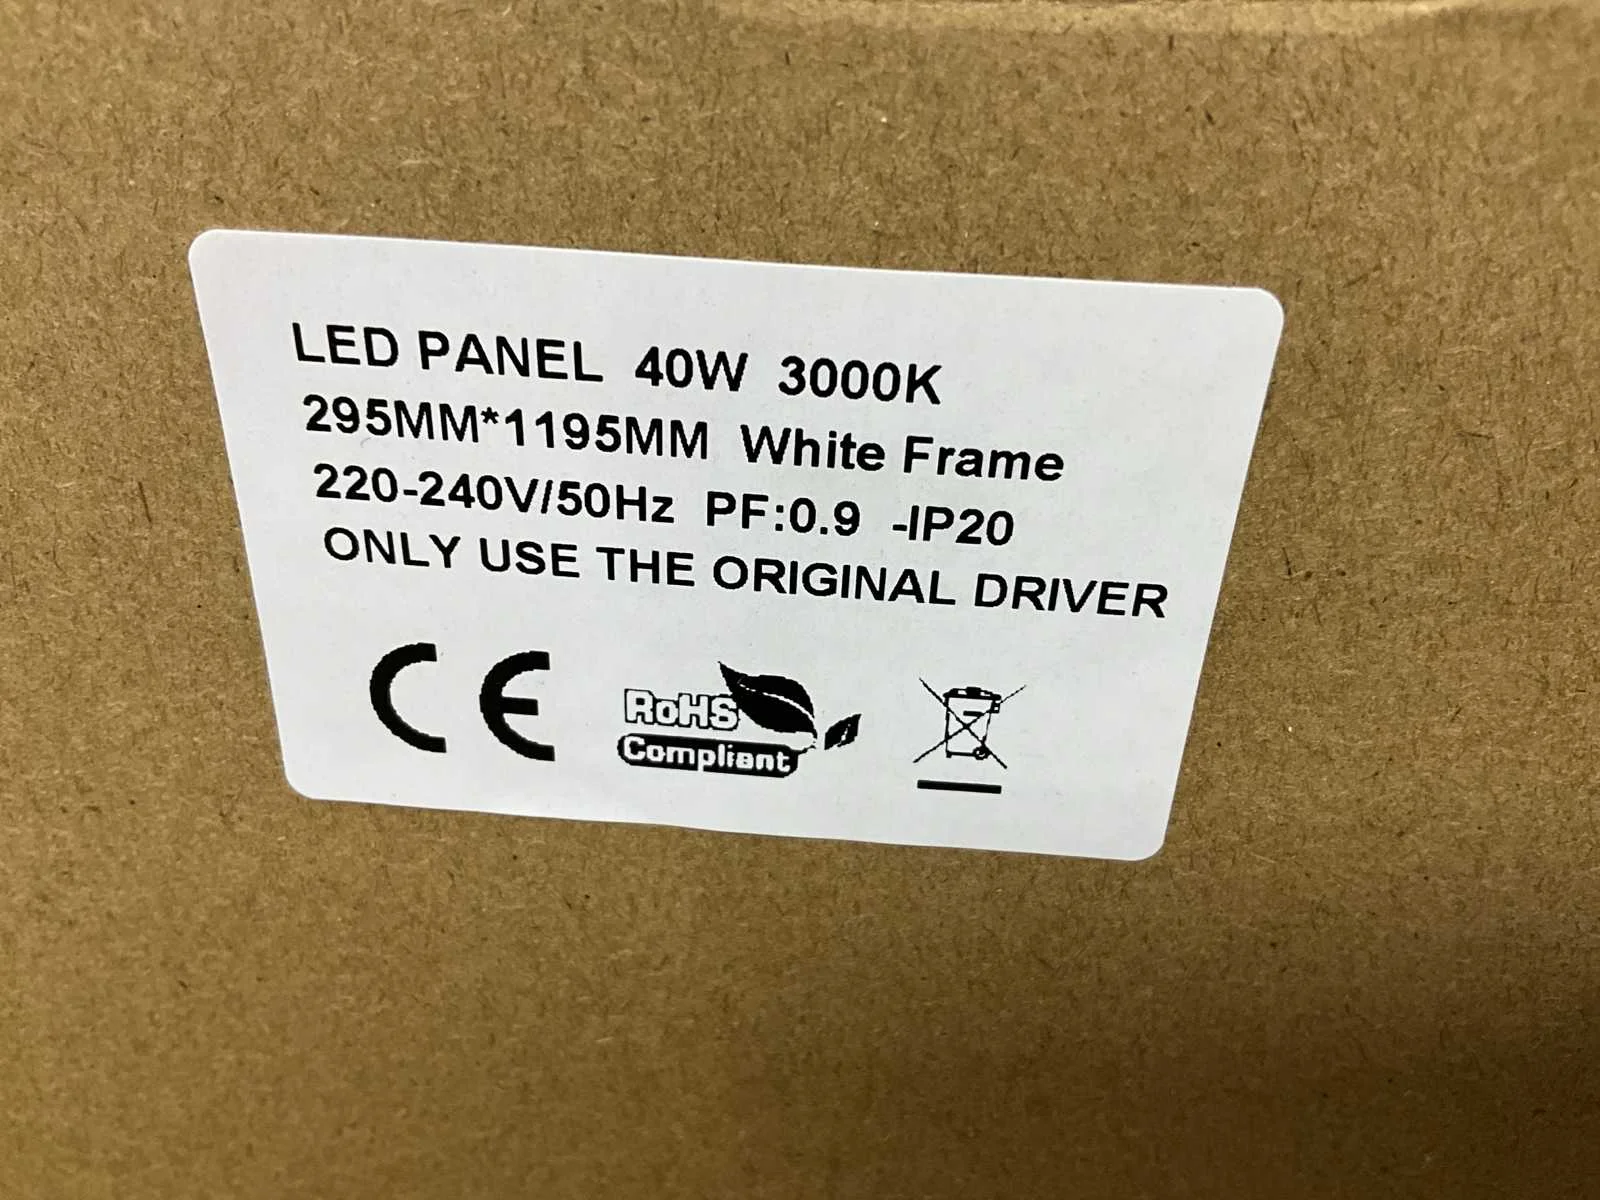 LED PANEL 40W 3000K
295MM*1195MM White Frame
220-240V/50Hz PF:0.9 -IP20
ONLY USE THE ORIGINAL DRIVER
CE
RoHS
Compliant